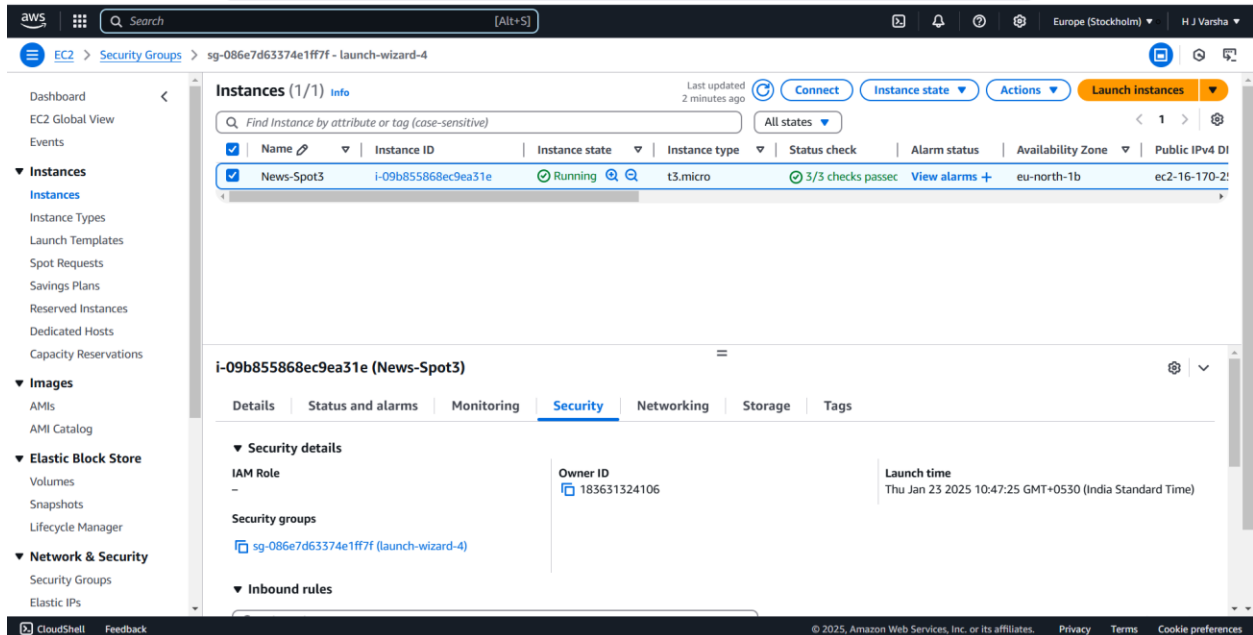 aws
Search [Alt+S]
Europe (Stockholm) ▼ H J Varsha ▼
EC2 > Security Groups > sg-086e7d63374e1ff7f - launch-wizard-4
Dashboard
EC2 Global View
Events
▼ Instances
Instances
Instance Types
Launch Templates
Spot Requests
Savings Plans
Reserved Instances
Dedicated Hosts
Capacity Reservations
▼ Images
AMIs
AMI Catalog
▼ Elastic Block Store
Volumes
Snapshots
Lifecycle Manager
▼ Network & Security
Security Groups
Elastic IPs
Instances (1/1) Info
Last updated
2 minutes ago
Connect
Instance state ▼
Actions ▼
Launch instances ▼
Find Instance by attribute or tag (case-sensitive)
All states ▼
< 1 >
Name Instance ID Instance state Instance type Status check Alarm status Availability Zone Public IPv4 DI
News-Spot3 i-09b855868ec9ea31e Running t3.micro 3/3 checks passec View alarms + eu-north-1b ec2-16-170-25
i-09b855868ec9ea31e (News-Spot3)
Details Status and alarms Monitoring Security Networking Storage Tags
▼ Security details
IAM Role
–
Owner ID
183631324106
Launch time
Thu Jan 23 2025 10:47:25 GMT+0530 (India Standard Time)
Security groups
sg-086e7d63374e1ff7f (launch-wizard-4)
▼ Inbound rules
CloudShell Feedback © 2025, Amazon Web Services, Inc. or its affiliates. Privacy Terms Cookie preferences